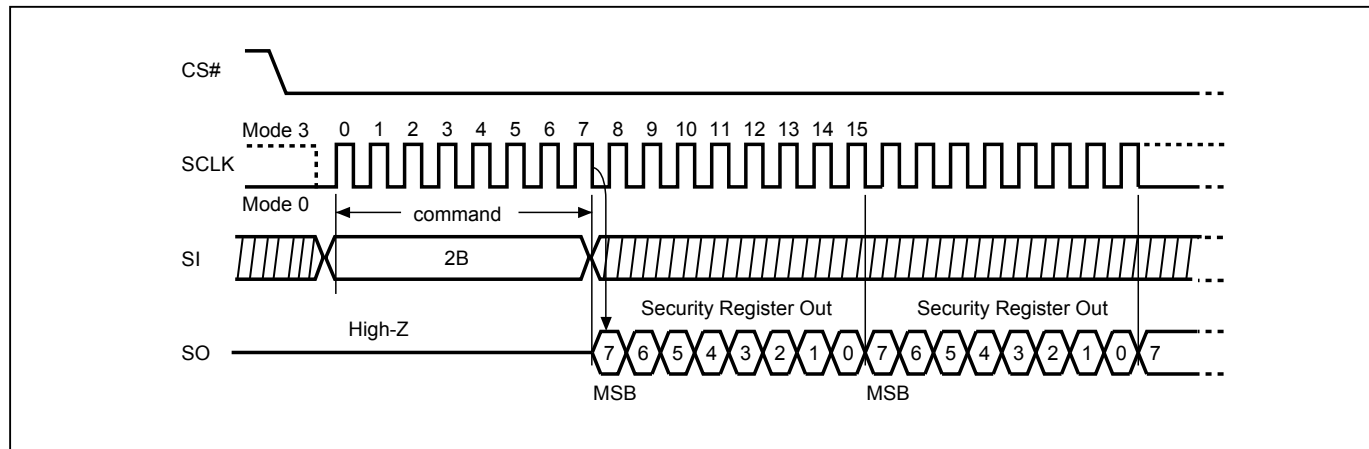 CS#
Mode 3
0 1 2 3 4 5 6 7 8 9 10 11 12 13 14 15
SCLK
Mode 0
command
SI
2B
Security Register Out Security Register Out
High-Z
SO
7 6 5 4 3 2 1 0 7 6 5 4 3 2 1 0 7
MSB MSB